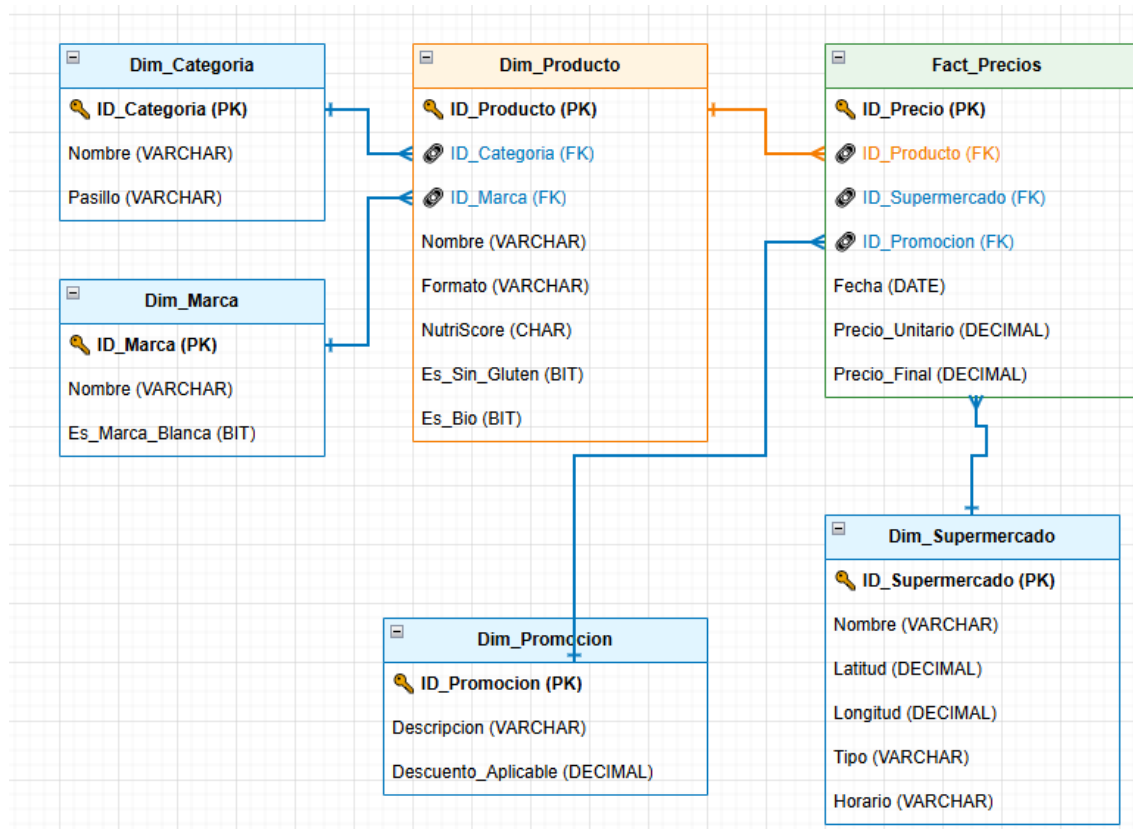 Dim_Categoria
ID_Categoria (PK)
Nombre (VARCHAR)
Pasillo (VARCHAR)
Dim_Marca
ID_Marca (PK)
Nombre (VARCHAR)
Es_Marca_Blanca (BIT)
Dim_Producto
ID_Producto (PK)
ID_Categoria (FK)
ID_Marca (FK)
Nombre (VARCHAR)
Formato (VARCHAR)
NutriScore (CHAR)
Es_Sin_Gluten (BIT)
Es_Bio (BIT)
Fact_Precios
ID_Precio (PK)
ID_Producto (FK)
ID_Supermercado (FK)
ID_Promocion (FK)
Fecha (DATE)
Precio_Unitario (DECIMAL)
Precio_Final (DECIMAL)
Dim_Promocion
ID_Promocion (PK)
Descripcion (VARCHAR)
Descuento_Aplicable (DECIMAL)
Dim_Supermercado
ID_Supermercado (PK)
Nombre (VARCHAR)
Latitud (DECIMAL)
Longitud (DECIMAL)
Tipo (VARCHAR)
Horario (VARCHAR)